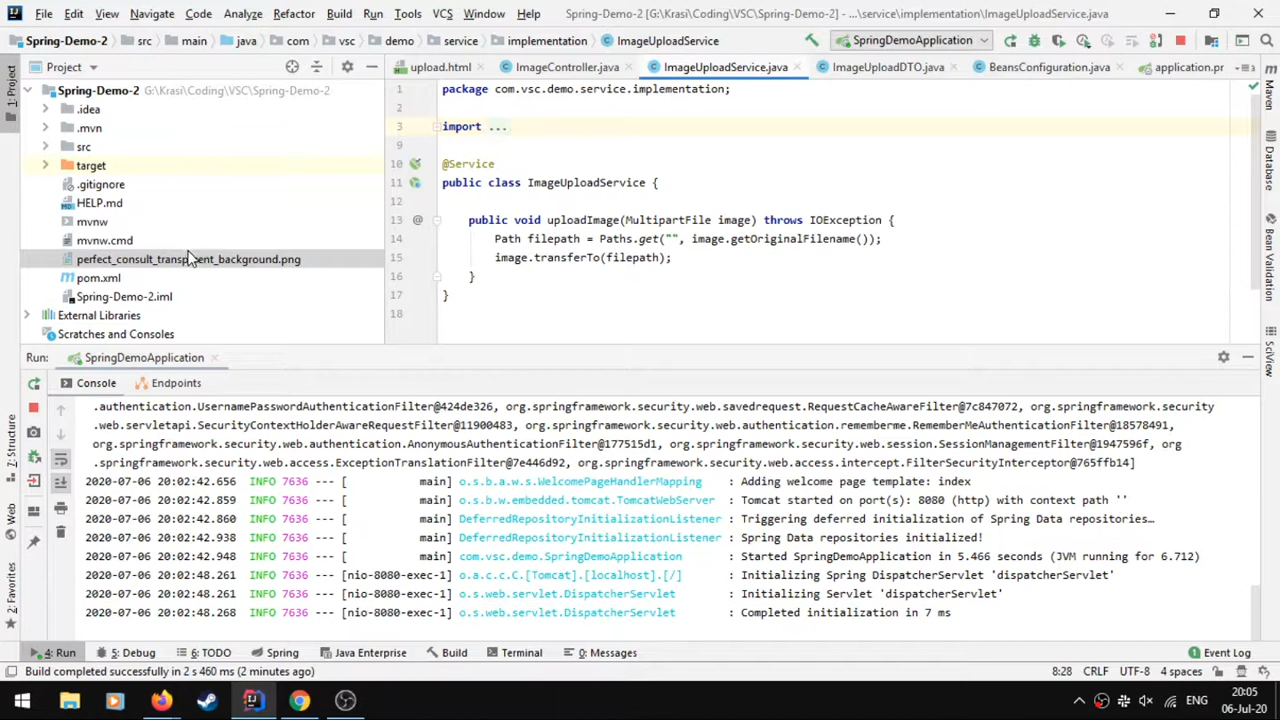 File Edit View Navigate Code Analyze Refactor Build Run Tools VCS Window Help Spring-Demo-2 [G:\Krasi\Coding\VSC\Spring-Demo-2] - ...\service\implementation\ImageUploadService.java
Spring-Demo-2 src main java com vsc demo service implementation ImageUploadService SpringDemoApplication
Project upload.html ImageController.java ImageUploadService.java ImageUploadDTO.java BeansConfiguration.java application.pr
1: Project
Maven
Database
Bean Validation
SciView
Z: Structure
Web
2: Favorites
Spring-Demo-2 G:\Krasi\Coding\VSC\Spring-Demo-2
.idea
.mvn
src
target
.gitignore
HELP.md
mvnw
mvnw.cmd
perfect_consult_transparent_background.png
pom.xml
Spring-Demo-2.iml
External Libraries
Scratches and Consoles
1 package com.vsc.demo.service.implementation;
2
3 import ...
9
10 @Service
11 public class ImageUploadService {
12
13 @ public void uploadImage(MultipartFile image) throws IOException {
14 Path filepath = Paths.get("", image.getOriginalFilename());
15 image.transferTo(filepath);
16 }
17 }
18
Run: SpringDemoApplication
Console Endpoints
.authentication.UsernamePasswordAuthenticationFilter@424de326, org.springframework.security.web.savedrequest.RequestCacheAwareFilter@7c847072, org.springframework.security
.web.servletapi.SecurityContextHolderAwareRequestFilter@11900483, org.springframework.security.web.authentication.rememberme.RememberMeAuthenticationFilter@18578491,
org.springframework.security.web.authentication.AnonymousAuthenticationFilter@177515d1, org.springframework.security.web.session.SessionManagementFilter@1947596f, org
.springframework.security.web.access.ExceptionTranslationFilter@7e446d92, org.springframework.security.web.access.intercept.FilterSecurityInterceptor@765ffb14]
2020-07-06 20:02:42.656 INFO 7636 --- [ main] o.s.b.a.w.s.WelcomePageHandlerMapping : Adding welcome page template: index
2020-07-06 20:02:42.859 INFO 7636 --- [ main] o.s.b.w.embedded.tomcat.TomcatWebServer : Tomcat started on port(s): 8080 (http) with context path ''
2020-07-06 20:02:42.860 INFO 7636 --- [ main] DeferredRepositoryInitializationListener : Triggering deferred initialization of Spring Data repositories…
2020-07-06 20:02:42.938 INFO 7636 --- [ main] DeferredRepositoryInitializationListener : Spring Data repositories initialized!
2020-07-06 20:02:42.948 INFO 7636 --- [ main] com.vsc.demo.SpringDemoApplication : Started SpringDemoApplication in 5.466 seconds (JVM running for 6.712)
2020-07-06 20:02:48.261 INFO 7636 --- [nio-8080-exec-1] o.a.c.c.C.[Tomcat].[localhost].[/] : Initializing Spring DispatcherServlet 'dispatcherServlet'
2020-07-06 20:02:48.261 INFO 7636 --- [nio-8080-exec-1] o.s.web.servlet.DispatcherServlet : Initializing Servlet 'dispatcherServlet'
2020-07-06 20:02:48.268 INFO 7636 --- [nio-8080-exec-1] o.s.web.servlet.DispatcherServlet : Completed initialization in 7 ms
4: Run 5: Debug 6: TODO Spring Terminal Java Enterprise Build 0: Messages Event Log
Build completed successfully in 2 s 460 ms (2 minutes ago) 8:28 CRLF UTF-8 4 spaces
ENG 20:05
06-Jul-20